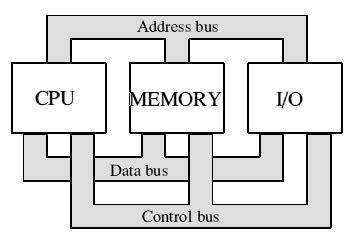 Address bus
CPU
MEMORY
I/O
Data bus
Control bus